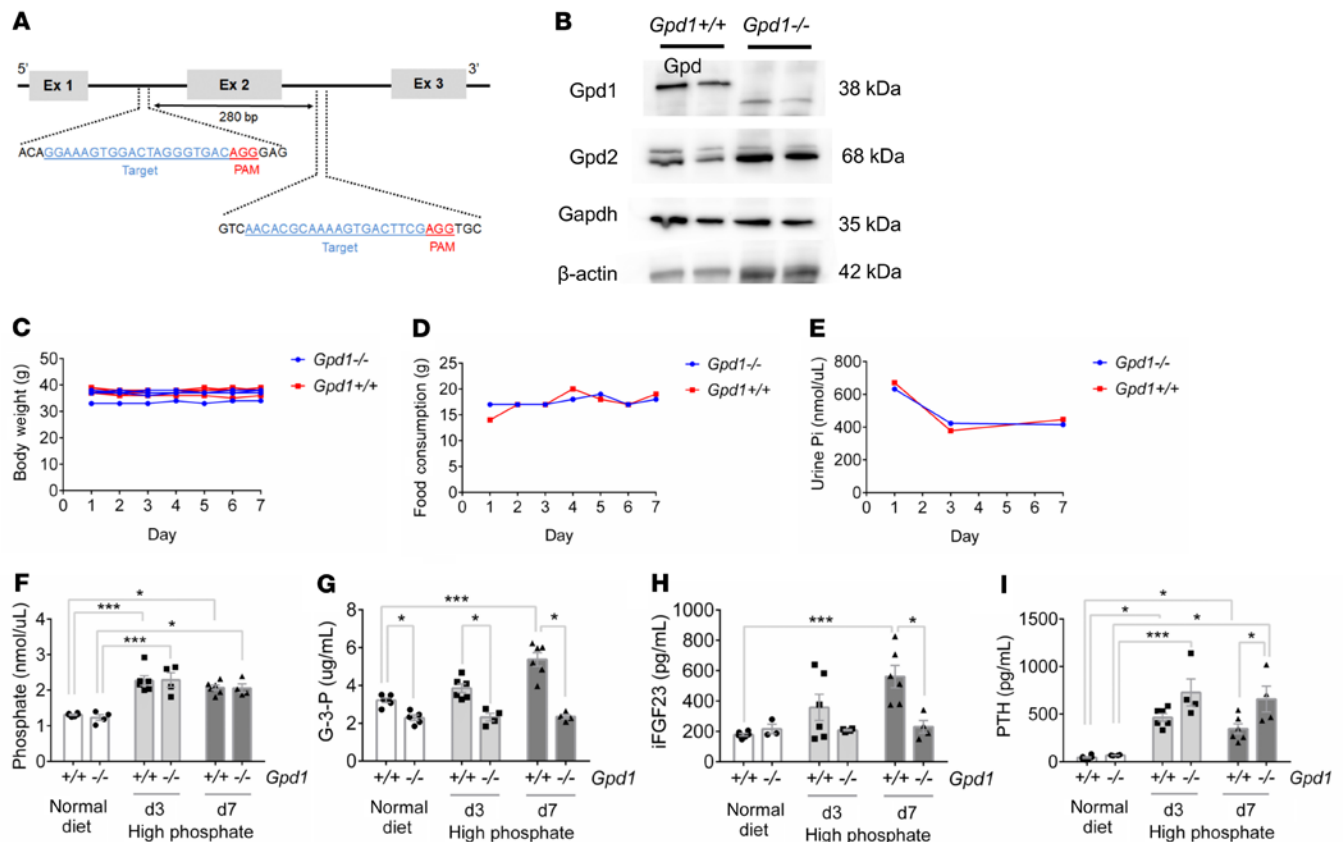 A
5' 3'
Ex 1 Ex 2 Ex 3
280 bp
ACAGGAAAGTGGACTAGGGTGACAGGGAG
Target PAM
GTCAACACGCAAAAGTGACTTCGAGGTGC
Target PAM
B
Gpd1+/+ Gpd1-/-
Gpd
Gpd1 38 kDa
Gpd2 68 kDa
Gapdh 35 kDa
β-actin 42 kDa
C
Body weight (g)
50
40
30
20
10
0
0 1 2 3 4 5 6 7
Day
Gpd1-/-
Gpd1+/+
D
Food consumption (g)
25
20
15
10
5
0
0 1 2 3 4 5 6 7
Day
Gpd1-/-
Gpd1+/+
E
Urine Pi (nmol/uL)
800
600
400
200
0
0 1 2 3 4 5 6 7
Day
Gpd1-/-
Gpd1+/+
F
Phosphate (nmol/uL)
4
3
2
1
0
*
***
*
***
+/+ -/- +/+ -/- +/+ -/-
Normal diet
d3 d7
High phosphate
G
G-3-P (ug/mL)
8
6
4
2
0
***
* * *
+/+ -/- +/+ -/- +/+ -/- Gpd1
Normal diet
d3 d7
High phosphate
H
iFGF23 (pg/mL)
1000
800
600
400
200
0
***
*
+/+ -/- +/+ -/- +/+ -/-
Normal diet
d3 d7
High phosphate
I
PTH (pg/mL)
1500
1000
500
0
*
* *
*** *
+/+ -/- +/+ -/- +/+ -/- Gpd1
Normal diet
d3 d7
High phosphate